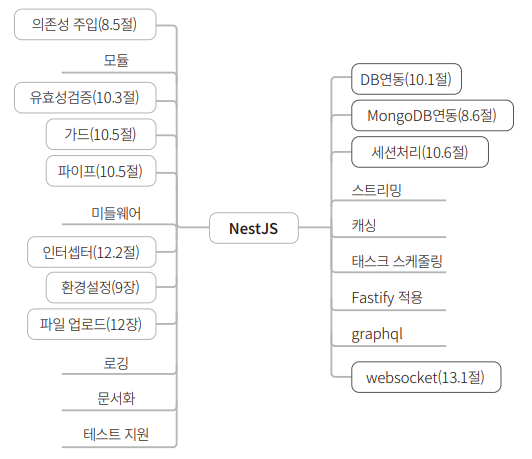 의존성 주입(8.5절)
모듈
유효성검증(10.3절)
가드(10.5절)
파이프(10.5절)
미들웨어
인터셉터(12.2절)
환경설정(9장)
파일 업로드(12장)
로깅
문서화
테스트 지원
NestJS
DB연동(10.1절)
MongoDB연동(8.6절)
세션처리(10.6절)
스트리밍
캐싱
태스크 스케줄링
Fastify 적용
graphql
websocket(13.1절)